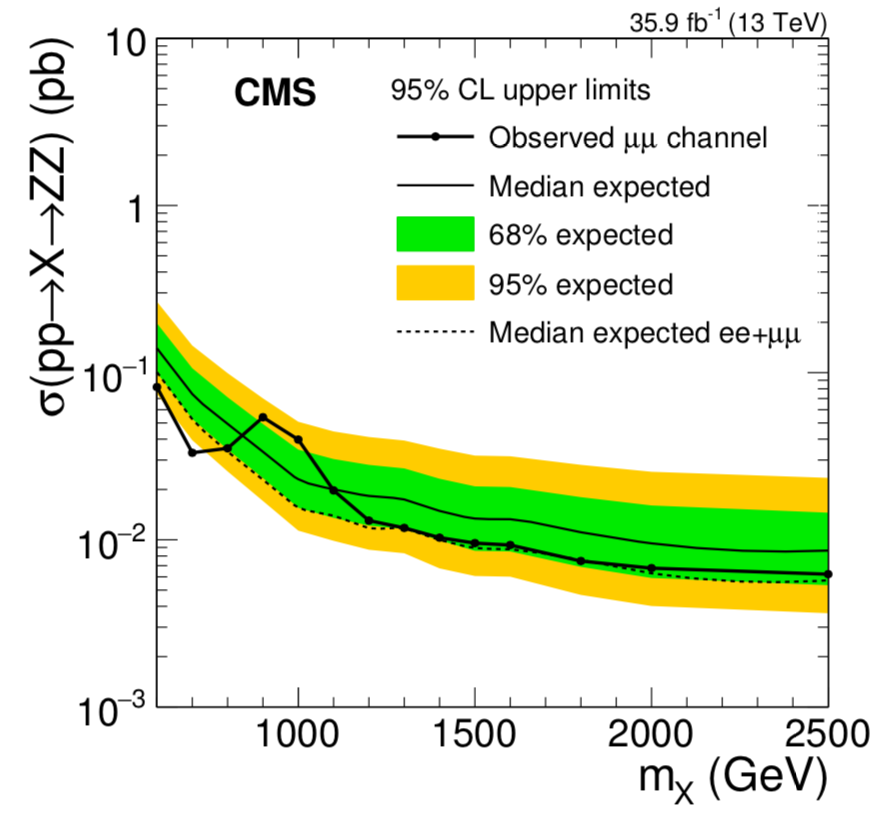 35.9 fb⁻¹ (13 TeV)
CMS
95% CL upper limits
Observed μμ channel
Median expected
68% expected
95% expected
Median expected ee+μμ
σ(pp→X→ZZ) (pb)
10
1
10⁻¹
10⁻²
10⁻³
1000 1500 2000 2500
m_X (GeV)